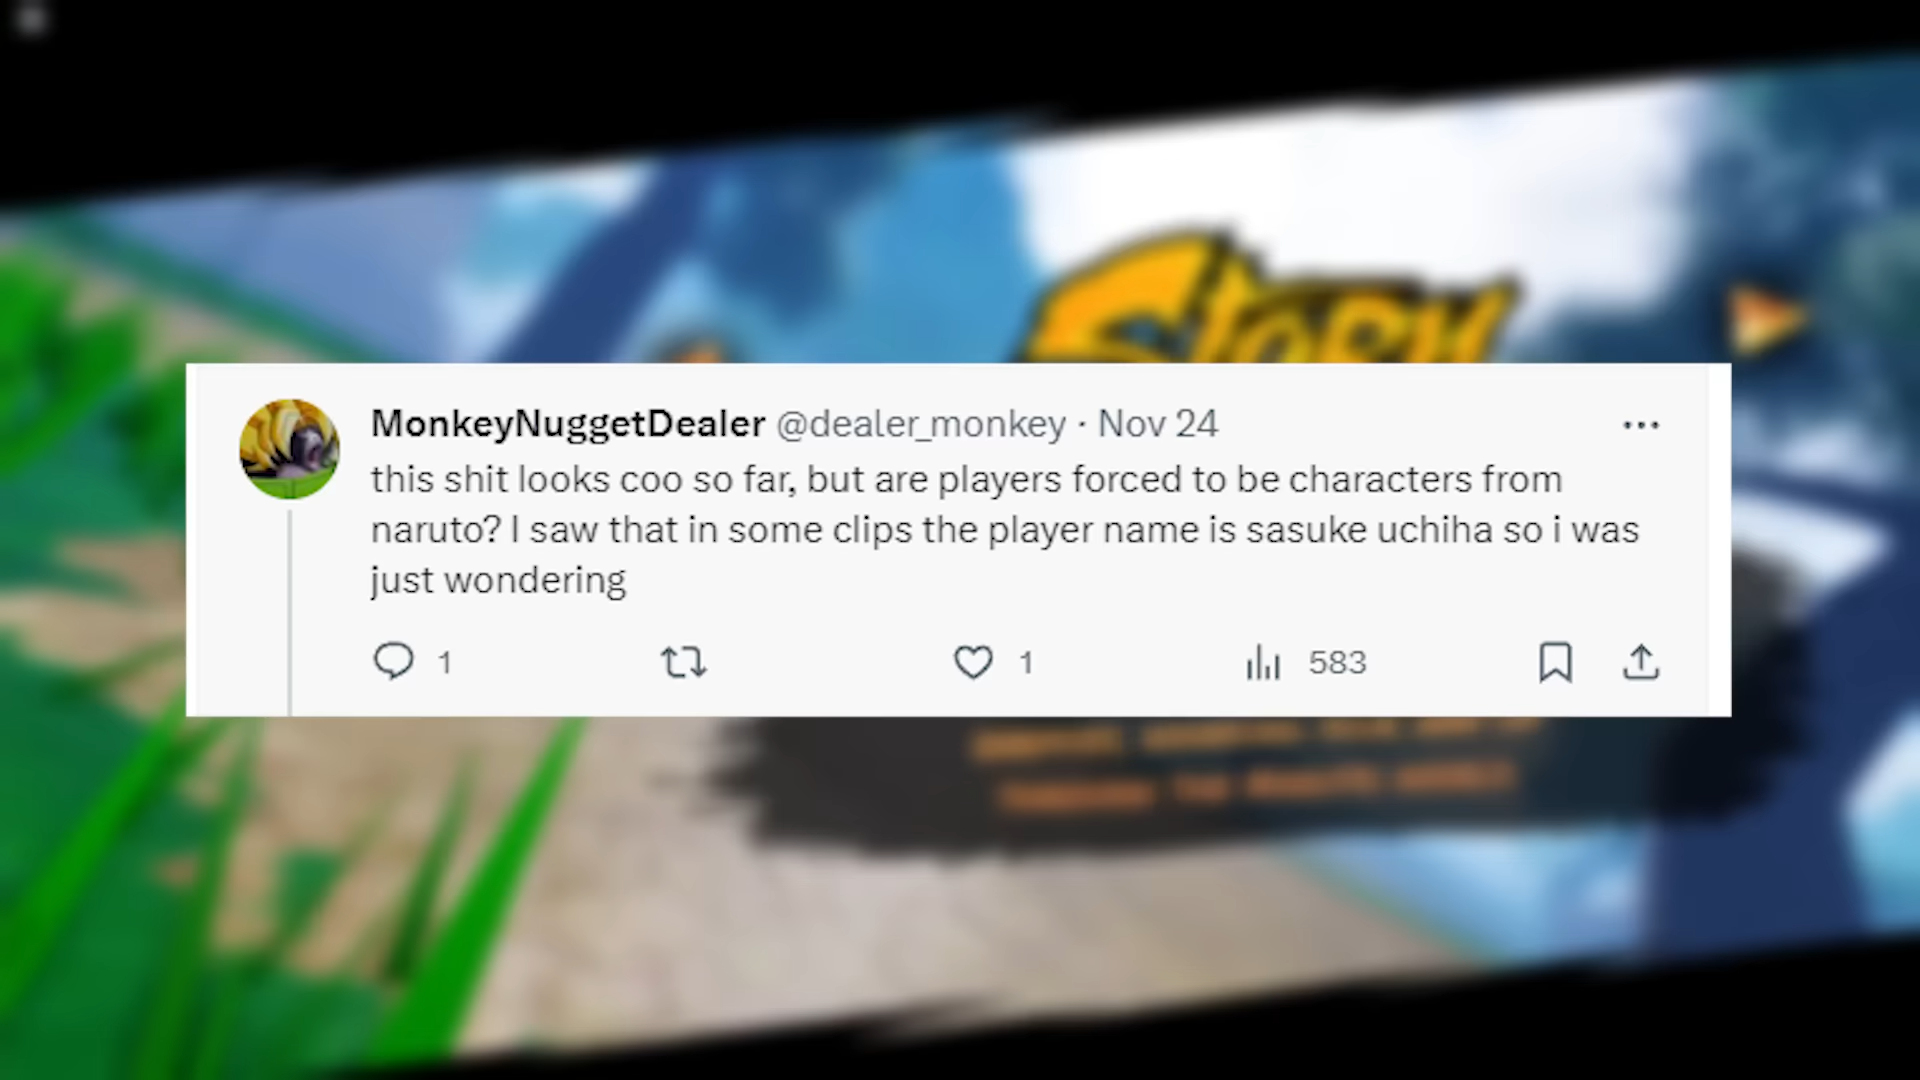 STORY
MonkeyNuggetDealer @dealer_monkey · Nov 24
this shit looks coo so far, but are players forced to be characters from
naruto? I saw that in some clips the player name is sasuke uchiha so i was
just wondering
1 1 583